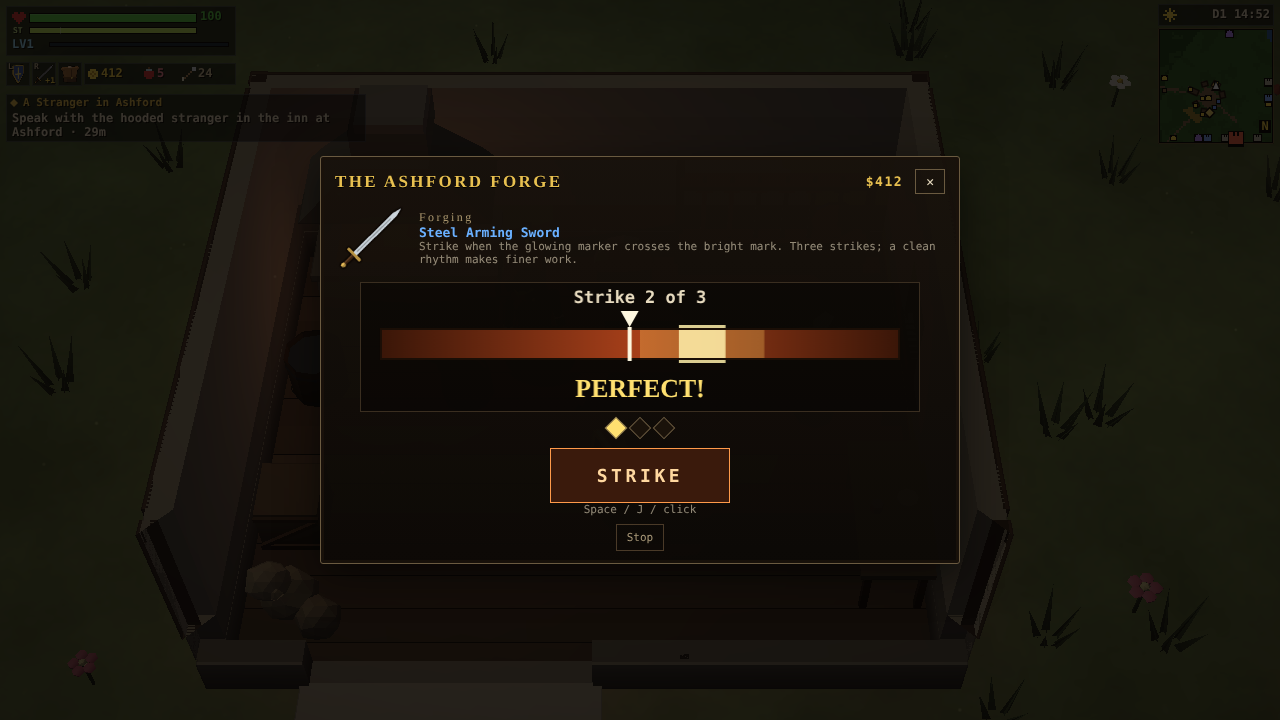 100
ST
LV1
L
R
+1
412
5
24
D1 14:52
N
◆ A Stranger in Ashford
Speak with the hooded stranger in the inn at
Ashford · 29m
THE ASHFORD FORGE
$412
×
Forging
Steel Arming Sword
Strike when the glowing marker crosses the bright mark. Three strikes; a clean
rhythm makes finer work.
Strike 2 of 3
PERFECT!
STRIKE
Space / J / click
Stop